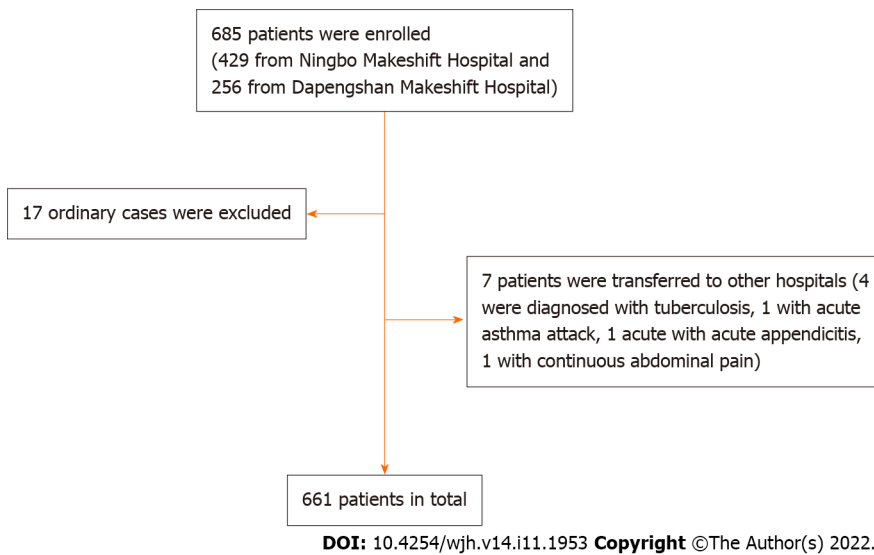 685 patients were enrolled
(429 from Ningbo Makeshift Hospital and
256 from Dapengshan Makeshift Hospital)
17 ordinary cases were excluded
7 patients were transferred to other hospitals (4
were diagnosed with tuberculosis, 1 with acute
asthma attack, 1 acute with acute appendicitis,
1 with continuous abdominal pain)
661 patients in total
DOI: 10.4254/wjh.v14.i11.1953 Copyright ©The Author(s) 2022.